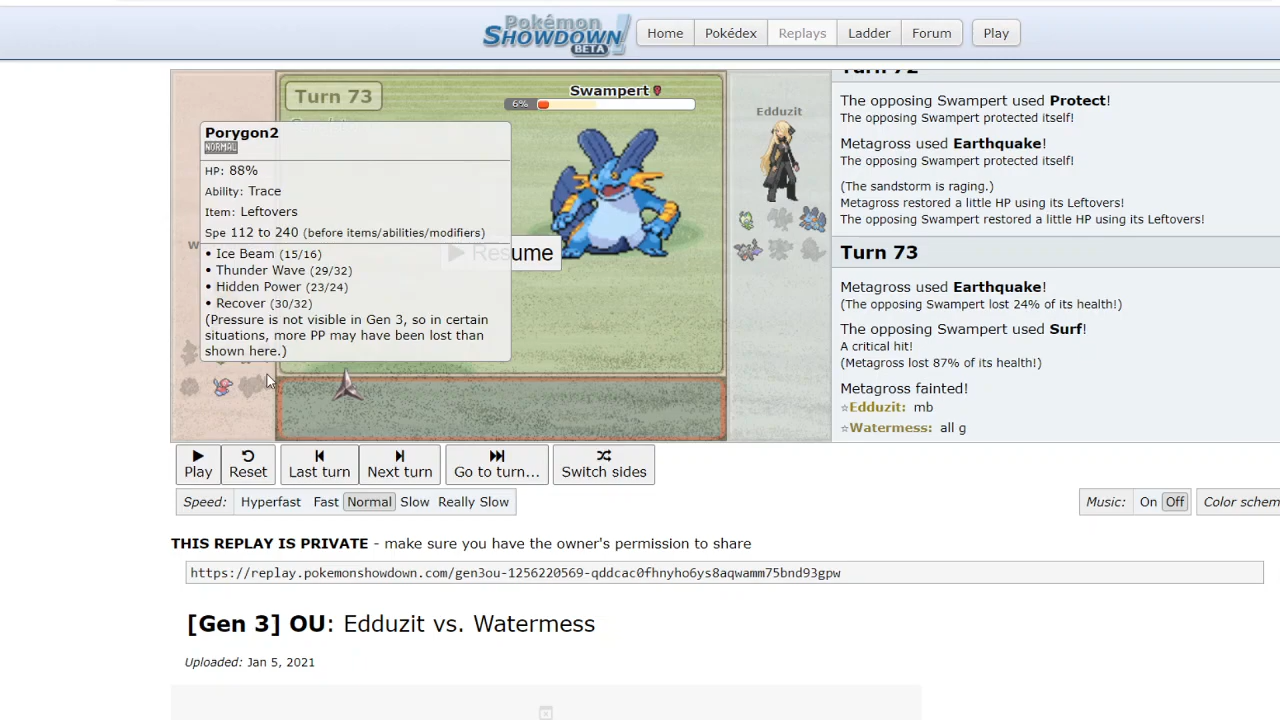 Pokémon
SHOWDOWN!
BETA
Home
Pokédex
Replays
Ladder
Forum
Play
Turn 73
Swampert
6%
Porygon2
NORMAL
HP: 88%
Ability: Trace
Item: Leftovers
Spe 112 to 240 (before items/abilities/modifiers)
• Ice Beam (15/16)
• Thunder Wave (29/32)
• Hidden Power (23/24)
• Recover (30/32)
(Pressure is not visible in Gen 3, so in certain
situations, more PP may have been lost than
shown here.)
Resume
Edduzit
Turn 72
The opposing Swampert used Protect!
The opposing Swampert protected itself!
Metagross used Earthquake!
The opposing Swampert protected itself!
(The sandstorm is raging.)
Metagross restored a little HP using its Leftovers!
The opposing Swampert restored a little HP using its Leftovers!
Turn 73
Metagross used Earthquake!
(The opposing Swampert lost 24% of its health!)
The opposing Swampert used Surf!
A critical hit!
(Metagross lost 87% of its health!)
Metagross fainted!
☆Edduzit: mb
☆Watermess: all g
Play
Reset
Last turn
Next turn
Go to turn...
Switch sides
Speed: Hyperfast Fast Normal Slow Really Slow
Music: On Off
Color schem
THIS REPLAY IS PRIVATE - make sure you have the owner's permission to share
https://replay.pokemonshowdown.com/gen3ou-1256220569-qddcac0fhnyho6ys8aqwamm75bnd93gpw
[Gen 3] OU: Edduzit vs. Watermess
Uploaded: Jan 5, 2021